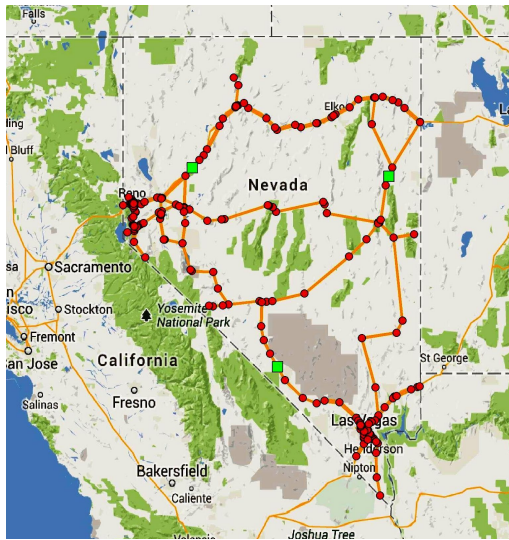 Falls
Elko
ding
d Bluff
Reno
Nevada
Sacramento
Yosemite
National Park
Stockton
Fremont
San Jose
California
St George
Salinas
Fresno
Las Vegas
Henderson
Nipton
Bakersfield
Caliente
Joshua Tree